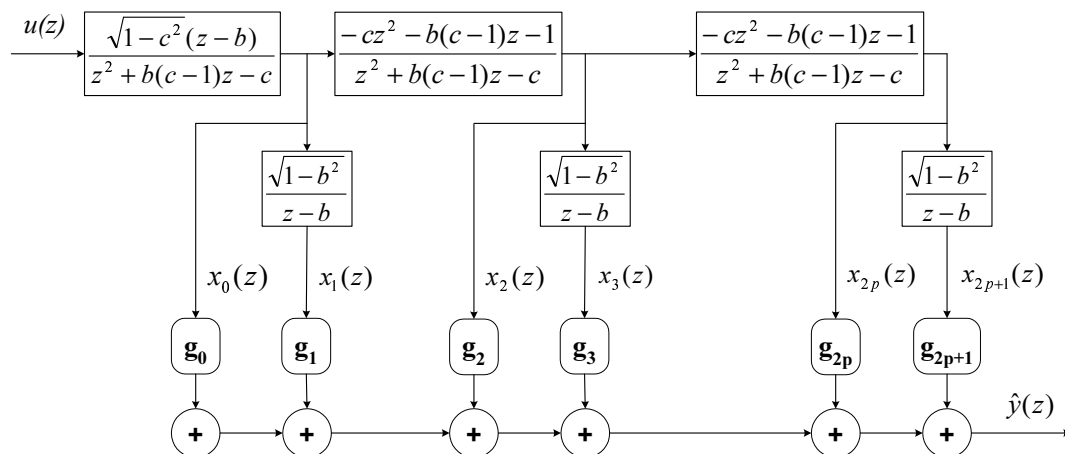 u(z)
√(1−c²)(z−b) / z²+b(c−1)z−c
−cz²−b(c−1)z−1 / z²+b(c−1)z−c
−cz²−b(c−1)z−1 / z²+b(c−1)z−c
√(1−b²) / z−b
√(1−b²) / z−b
√(1−b²) / z−b
x₀(z) x₁(z) x₂(z) x₃(z) x₂ₚ(z) x₂ₚ₊₁(z)
g₀ g₁ g₂ g₃ g₂ₚ g₂ₚ₊₁
ŷ(z)
+ + + + + +